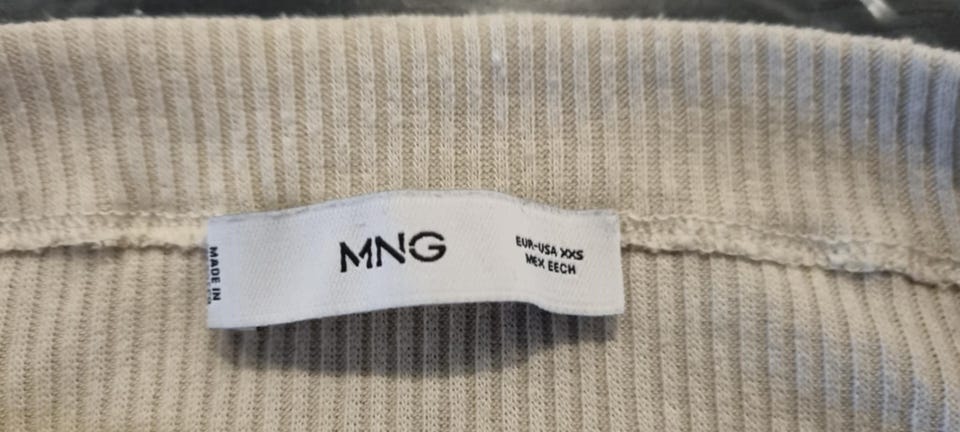 MADE IN
MNG
EUR-USA XXS
MEX EECH